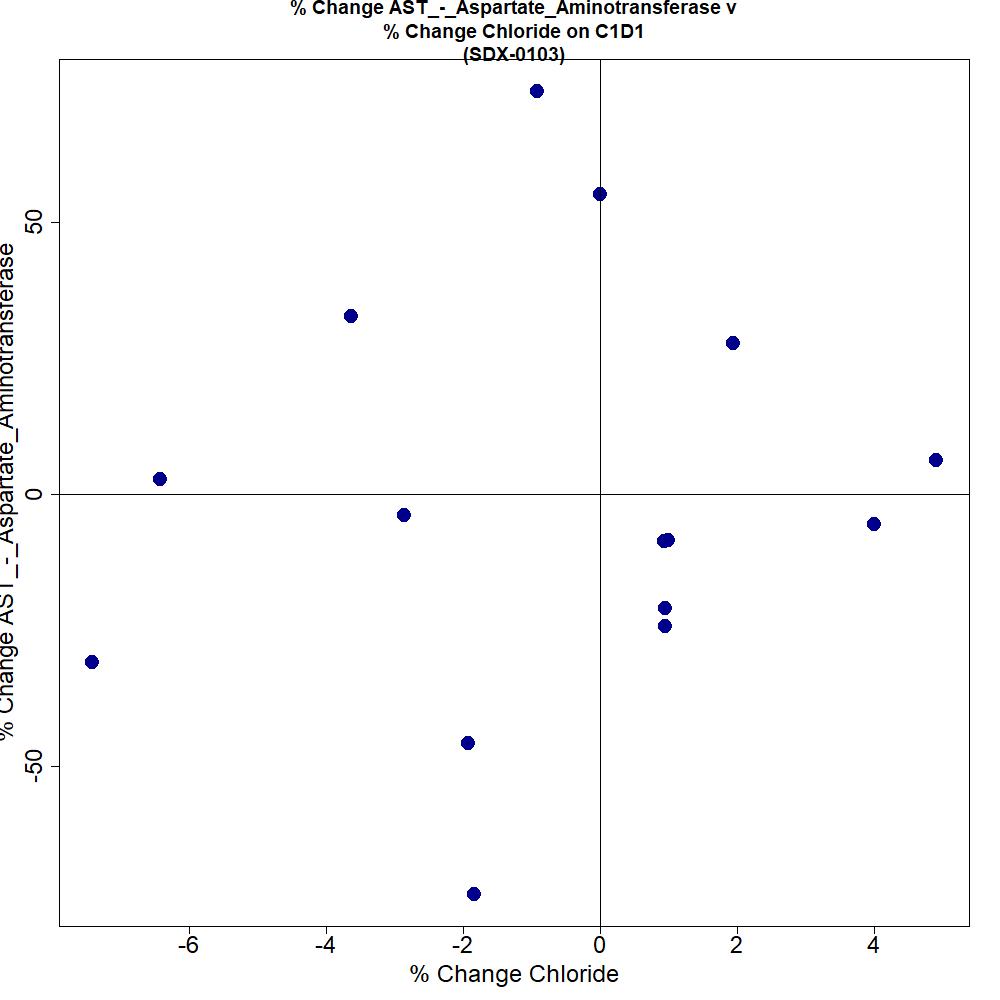 % Change AST_-_Aspartate_Aminotransferase v
% Change Chloride on C1D1
(SDX-0103)
% Change AST_-_Aspartate_Aminotransferase
50
0
-50
-6
-4
-2
0
2
4
% Change Chloride